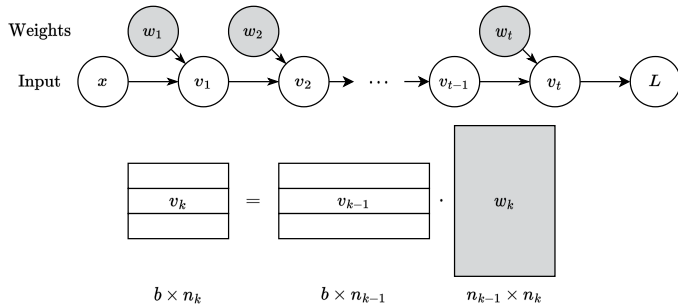 Weights w₁ w₂ wₜ
Input x v₁ v₂ ⋯ vₜ₋₁ vₜ L
vₖ = vₖ₋₁ · wₖ
b × nₖ b × nₖ₋₁ nₖ₋₁ × nₖ